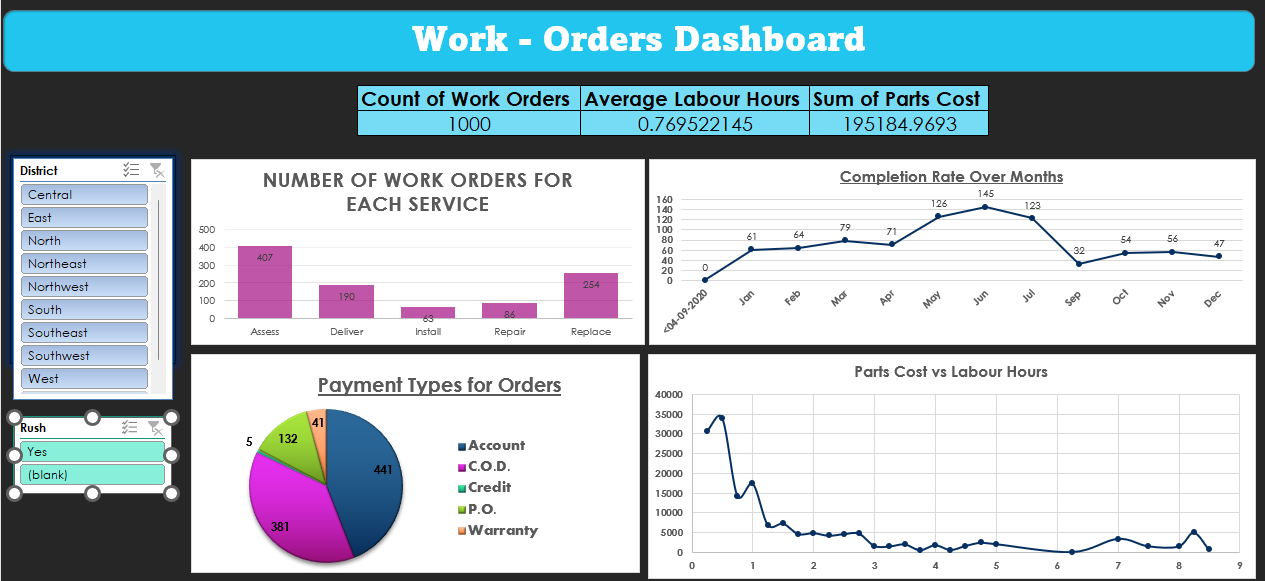 Work - Orders Dashboard
Count of Work Orders Average Labour Hours Sum of Parts Cost
1000 0.769522145 195184.9693
District
Central
East
North
Northeast
Northwest
South
Southeast
Southwest
West
Rush
Yes
(blank)
NUMBER OF WORK ORDERS FOR
EACH SERVICE
500
400
300
200
100
0
407
190
63
86
254
Assess Deliver Install Repair Replace
Completion Rate Over Months
160
140
120
100
80
60
40
20
0
0 61 64 79 71 126 145 123 32 54 56 47
<04-09-2020 Jan Feb Mar Apr May Jun Jul Sep Oct Nov Dec
Payment Types for Orders
441
381
5
132
41
Account
C.O.D.
Credit
P.O.
Warranty
Parts Cost vs Labour Hours
40000
35000
30000
25000
20000
15000
10000
5000
0
0 1 2 3 4 5 6 7 8 9